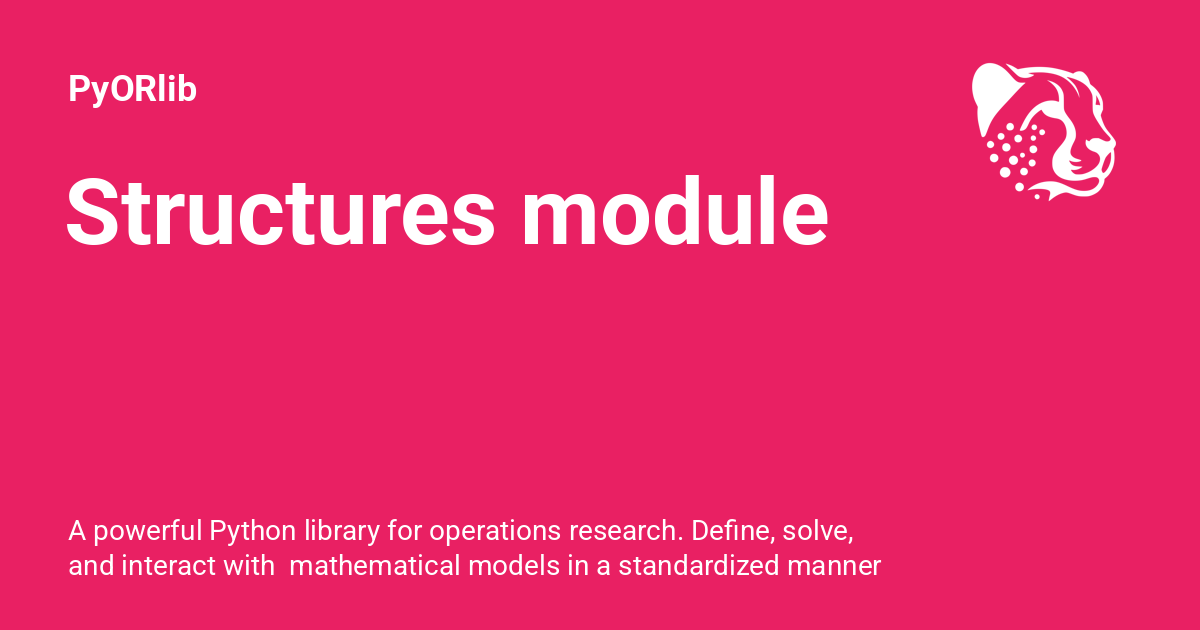 PyORlib
Structures module
A powerful Python library for operations research. Define, solve,
and interact with  mathematical models in a standardized manner